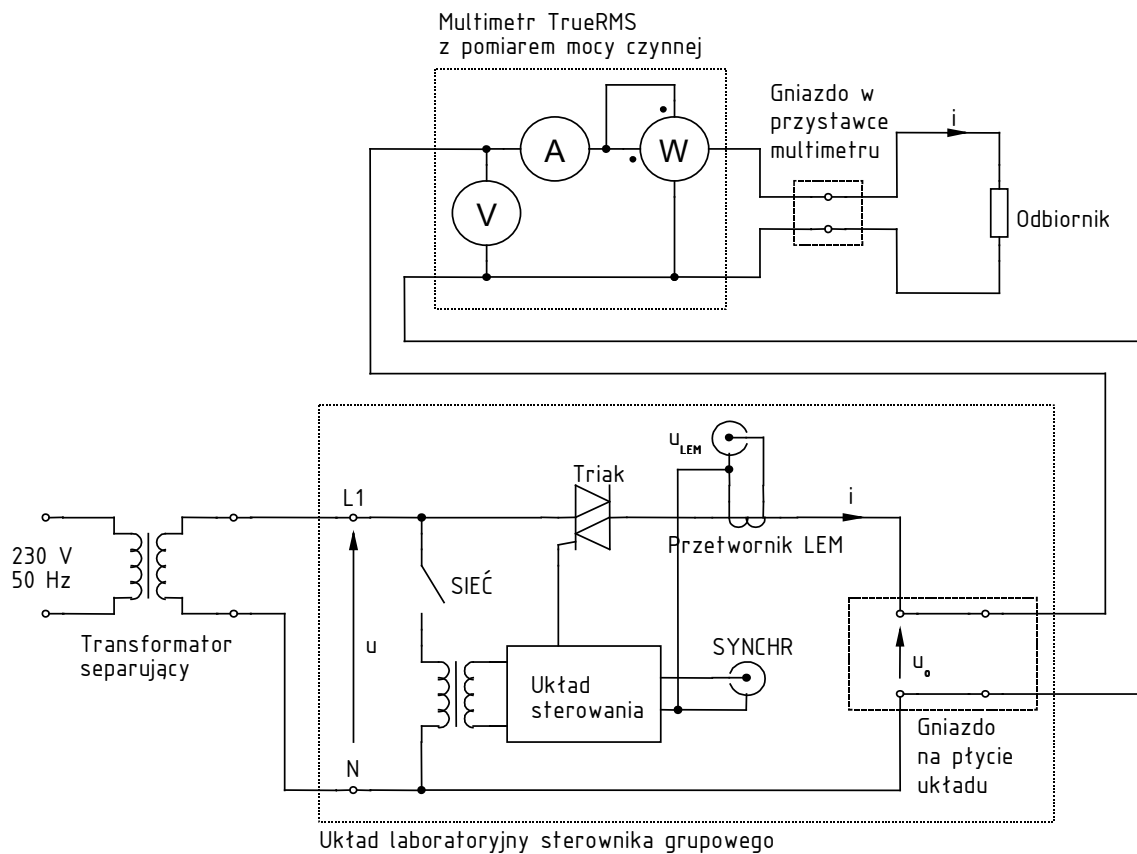 Multimetr TrueRMS
z pomiarem mocy czynnej
Gniazdo w
przystawce
multimetru
i
A
W
V
Odbiornik
u LEM
Triak
L1
i
Przetwornik LEM
230 V
50 Hz
SIEĆ
Transformator
separujący
u
SYNCHR
u o
Układ
sterowania
Gniazdo
na płycie
układu
N
Układ laboratoryjny sterownika grupowego